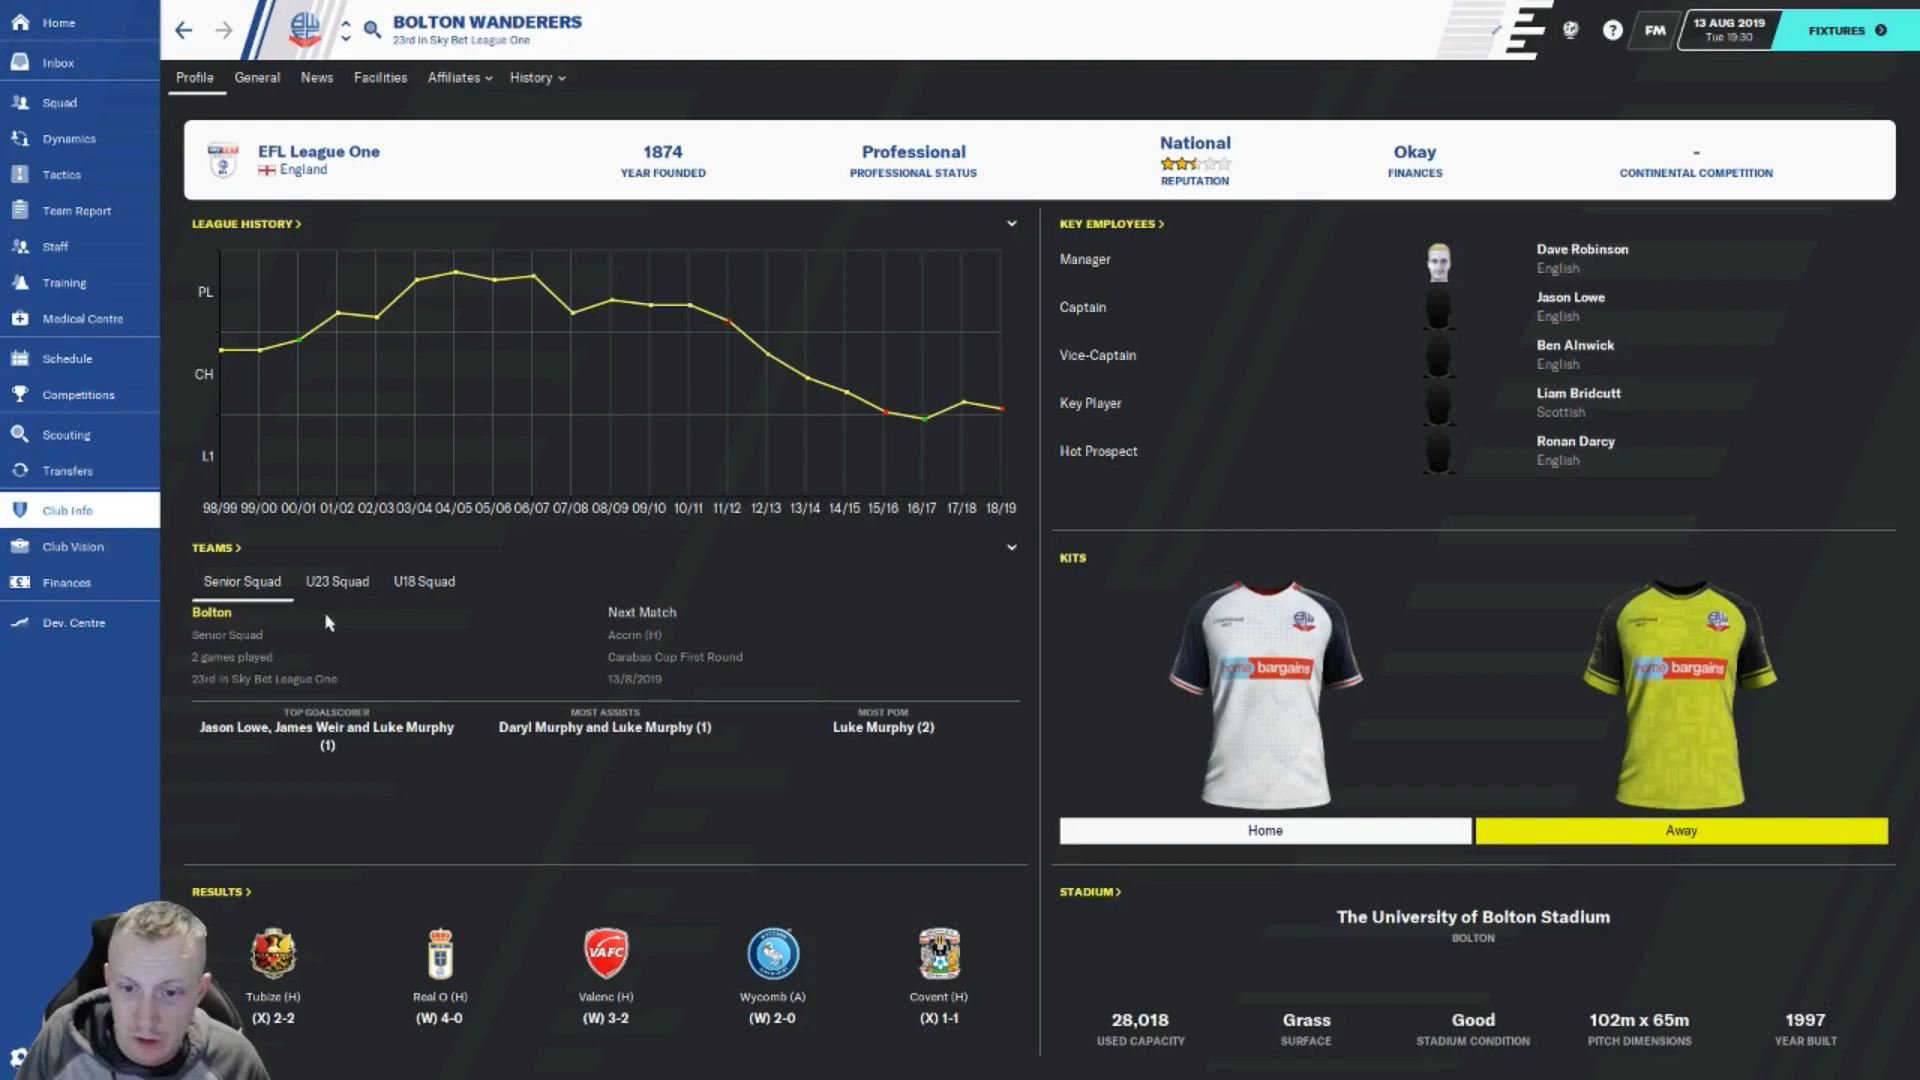 Home
Inbox
Squad
Dynamics
Tactics
Team Report
Staff
Training
Medical Centre
Schedule
Competitions
Scouting
Transfers
Club Info
Club Vision
Finances
Dev. Centre
BOLTON WANDERERS
23rd in Sky Bet League One
FM
13 AUG 2019
Tue 19:30
FIXTURES
Profile General News Facilities Affiliates History
EFL League One
England
1874
YEAR FOUNDED
Professional
PROFESSIONAL STATUS
National
REPUTATION
Okay
FINANCES
-
CONTINENTAL COMPETITION
LEAGUE HISTORY >
PL
CH
L1
98/99 99/00 00/01 01/02 02/03 03/04 04/05 05/06 06/07 07/08 08/09 09/10 10/11 11/12 12/13 13/14 14/15 15/16 16/17 17/18 18/19
TEAMS >
Senior Squad U23 Squad U18 Squad
Bolton
Senior Squad
2 games played
23rd in Sky Bet League One
Next Match
Accrin (H)
Carabao Cup First Round
13/8/2019
TOP GOALSCORER
Jason Lowe, James Weir and Luke Murphy
(1)
MOST ASSISTS
Daryl Murphy and Luke Murphy (1)
MOST POM
Luke Murphy (2)
RESULTS >
VAFC
Tubize (H)
(X) 2-2
Real O (H)
(W) 4-0
Valenc (H)
(W) 3-2
Wycomb (A)
(W) 2-0
Covent (H)
(X) 1-1
KEY EMPLOYEES >
Manager
Dave Robinson
English
Captain
Jason Lowe
English
Vice-Captain
Ben Alnwick
English
Key Player
Liam Bridcutt
Scottish
Hot Prospect
Ronan Darcy
English
KITS
home bargains
home bargains
Home
Away
STADIUM >
The University of Bolton Stadium
BOLTON
28,018
USED CAPACITY
Grass
SURFACE
Good
STADIUM CONDITION
102m x 65m
PITCH DIMENSIONS
1997
YEAR BUILT